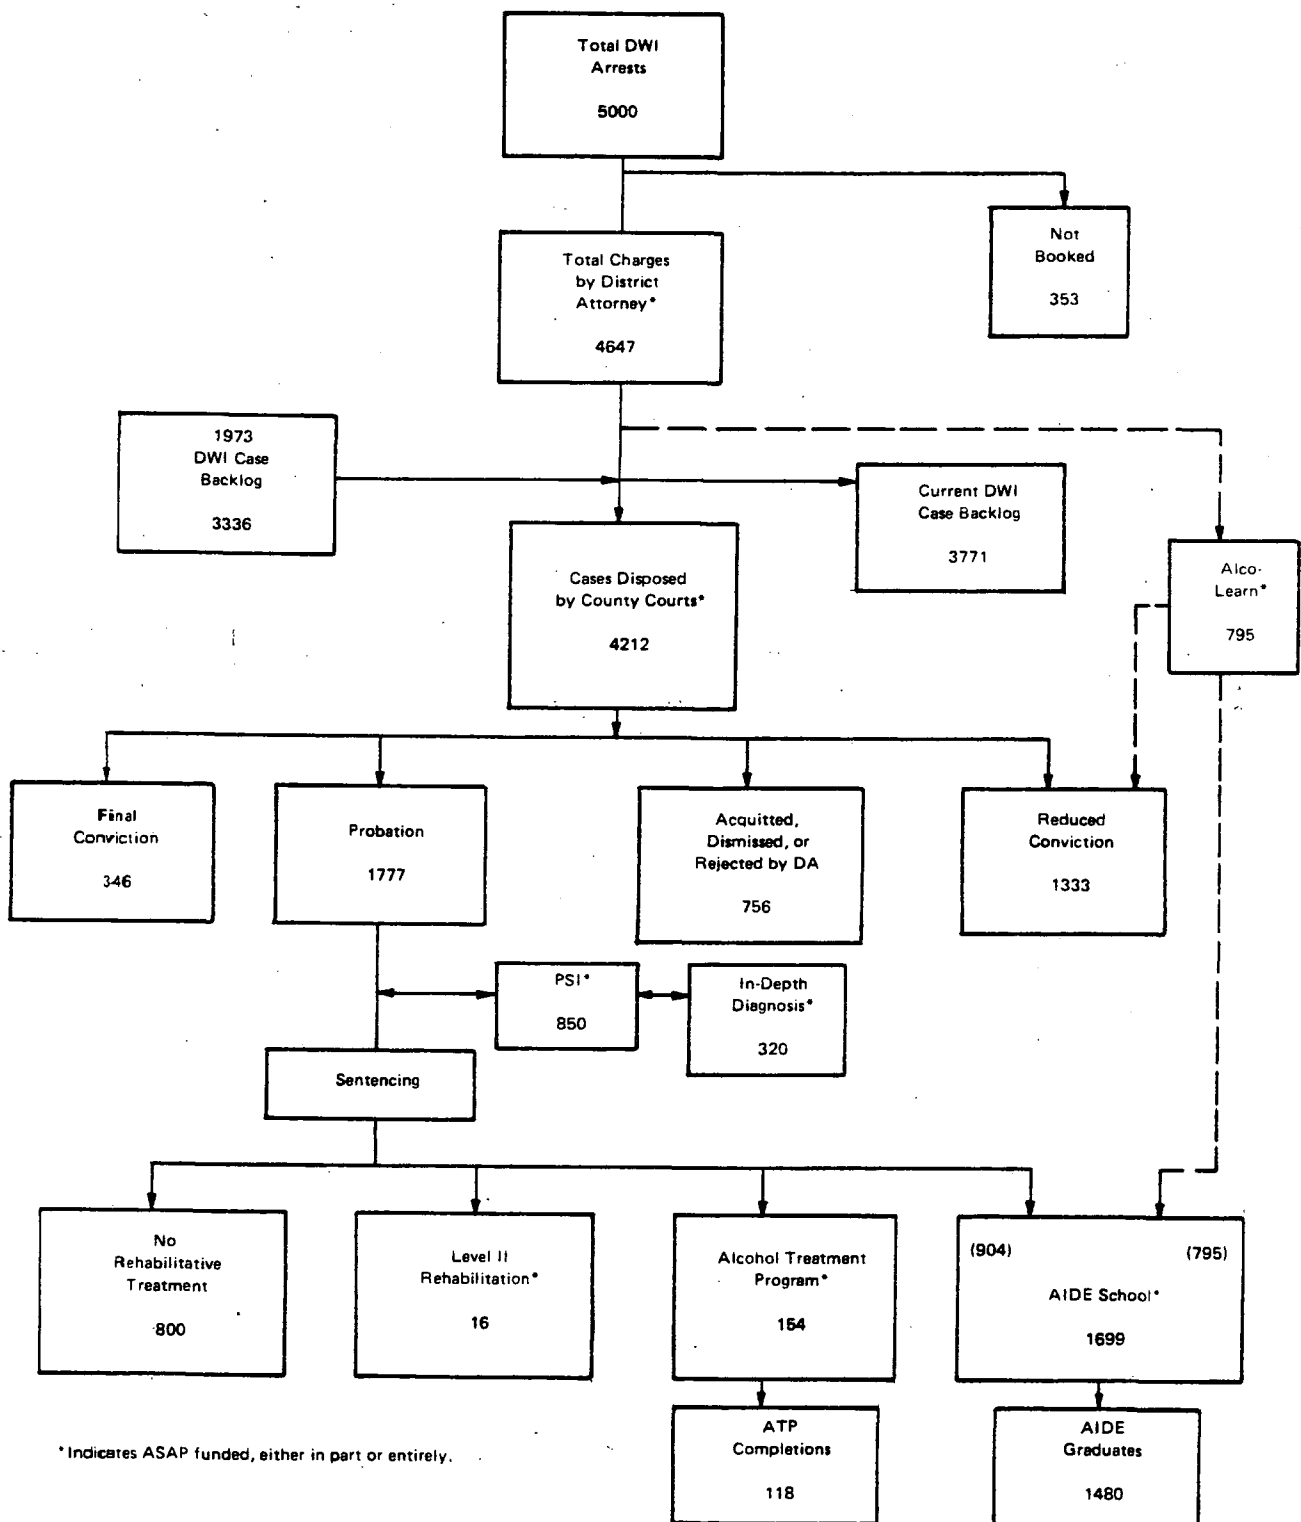 Total DWI
Arrests
5000
Not
Booked
353
Total Charges
by District
Attorney*
4647
1973
DWI Case
Backlog
3336
Current DWI
Case Backlog
3771
Alco-
Learn*
795
Cases Disposed
by County Courts*
4212
Final
Conviction
346
Probation
1777
Acquitted,
Dismissed, or
Rejected by DA
756
Reduced
Conviction
1333
PSI*
850
In-Depth
Diagnosis*
320
Sentencing
No
Rehabilitative
Treatment
800
Level II
Rehabilitation*
16
Alcohol Treatment
Program*
154
(904) (795)
AIDE School*
1699
ATP
Completions
118
AIDE
Graduates
1480
*Indicates ASAP funded, either in part or entirely.